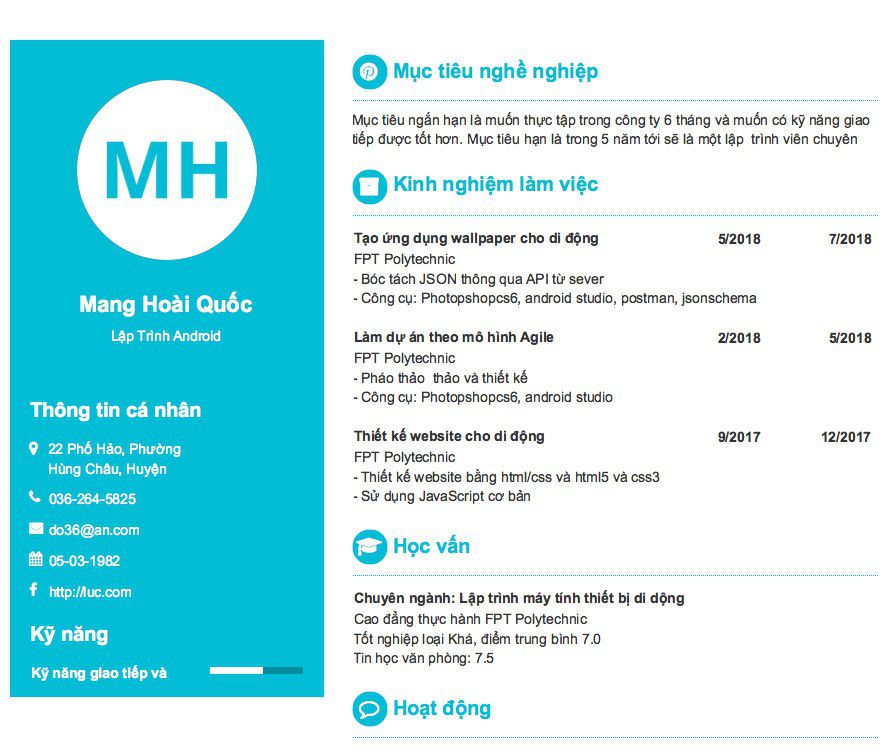 MH
Mang Hoài Quốc
Lập Trình Android
Thông tin cá nhân
22 Phố Hảo, Phường
Hùng Châu, Huyện
036-264-5825
do36@an.com
05-03-1982
http://luc.com
Kỹ năng
Kỹ năng giao tiếp và
Mục tiêu nghề nghiệp
Mục tiêu ngắn hạn là muốn thực tập trong công ty 6 tháng và muốn có kỹ năng giao
tiếp được tốt hơn. Mục tiêu hạn là trong 5 năm tới sẽ là một lập trình viên chuyên
Kinh nghiệm làm việc
Tạo ứng dụng wallpaper cho di động 5/2018 7/2018
FPT Polytechnic
- Bóc tách JSON thông qua API từ sever
- Công cụ: Photopshopcs6, android studio, postman, jsonschema
Làm dự án theo mô hình Agile 2/2018 5/2018
FPT Polytechnic
- Pháo thảo thảo và thiết kế
- Công cụ: Photopshopcs6, android studio
Thiết kế website cho di động 9/2017 12/2017
FPT Polytechnic
- Thiết kế website bằng html/css và html5 và css3
- Sử dụng JavaScript cơ bản
Học vấn
Chuyên ngành: Lập trình máy tính thiết bị di dộng
Cao đẳng thực hành FPT Polytechnic
Tốt nghiệp loại Khá, điểm trung bình 7.0
Tin học văn phòng: 7.5
Hoạt động